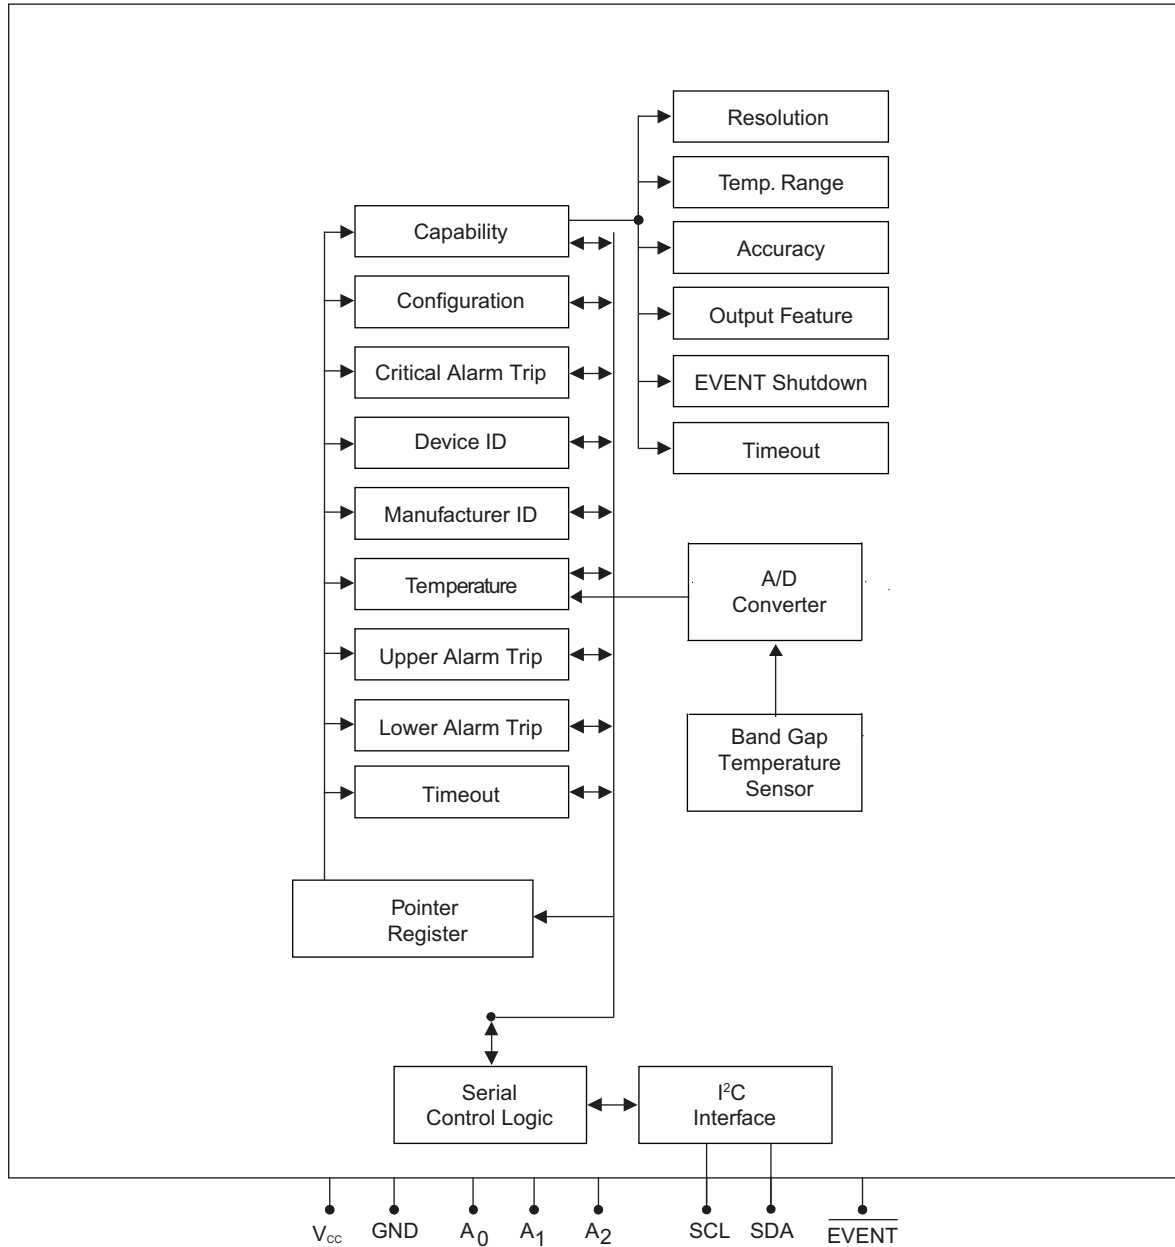 Resolution
Temp. Range
Capability
Accuracy
Configuration
Output Feature
Critical Alarm Trip
EVENT Shutdown
Device ID
Timeout
Manufacturer ID
Temperature
A/D
Converter
Upper Alarm Trip
Lower Alarm Trip
Band Gap
Temperature
Sensor
Timeout
Pointer
Register
Serial
Control Logic
I²C
Interface
VCC GND A0 A1 A2 SCL SDA EVENT